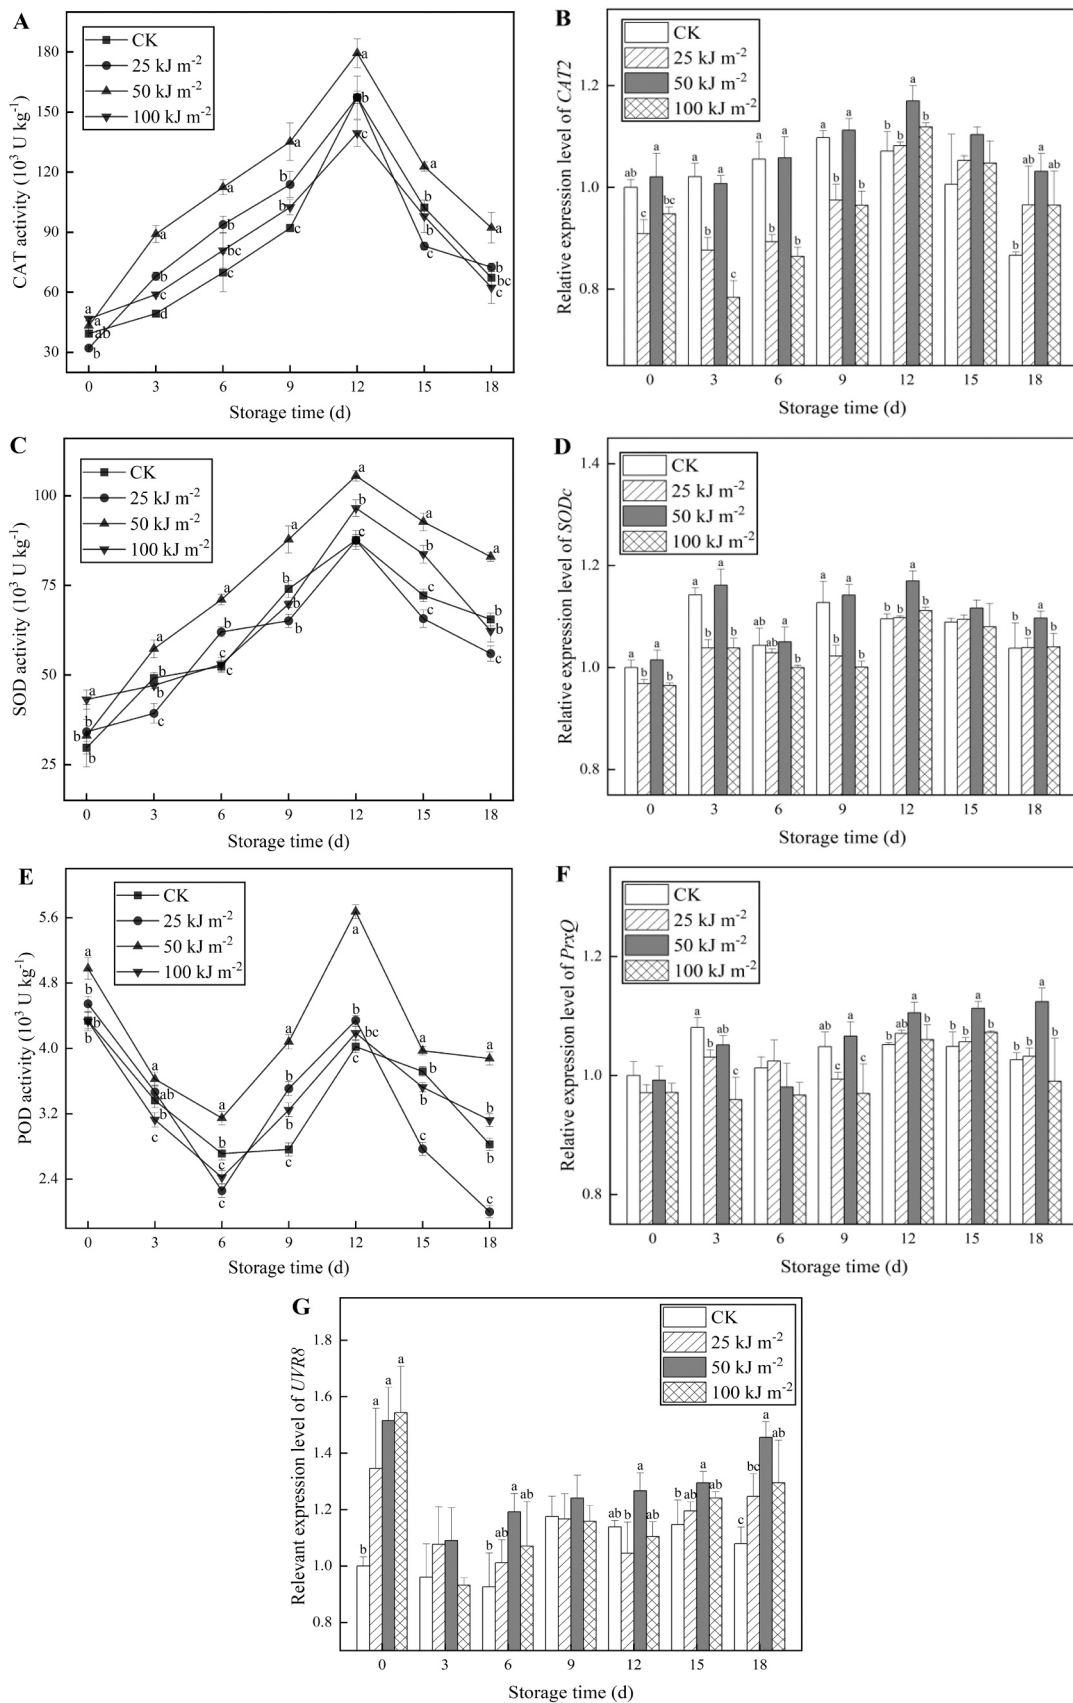 A
CK
25 kJ m-2
50 kJ m-2
100 kJ m-2
CAT activity (10³ U kg-1)
180
150
120
90
60
30
0 3 6 9 12 15 18
Storage time (d)
B
CK
25 kJ m-2
50 kJ m-2
100 kJ m-2
Relative expression level of CAT2
1.2
1.0
0.8
0 3 6 9 12 15 18
Storage time (d)
C
CK
25 kJ m-2
50 kJ m-2
100 kJ m-2
SOD activity (10³ U kg-1)
100
75
50
25
0 3 6 9 12 15 18
Storage time (d)
D
CK
25 kJ m-2
50 kJ m-2
100 kJ m-2
Relative expression level of SODc
1.4
1.2
1.0
0.8
0 3 6 9 12 15 18
Storage time (d)
E
CK
25 kJ m-2
50 kJ m-2
100 kJ m-2
POD activity (10³ U kg-1)
5.6
4.8
4.0
3.2
2.4
0 3 6 9 12 15 18
Storage time (d)
F
CK
25 kJ m-2
50 kJ m-2
100 kJ m-2
Relative expression level of PrxQ
1.2
1.0
0.8
0 3 6 9 12 15 18
Storage time (d)
G
CK
25 kJ m-2
50 kJ m-2
100 kJ m-2
Relevant expression level of UVR8
1.8
1.6
1.4
1.2
1.0
0.8
0 3 6 9 12 15 18
Storage time (d)